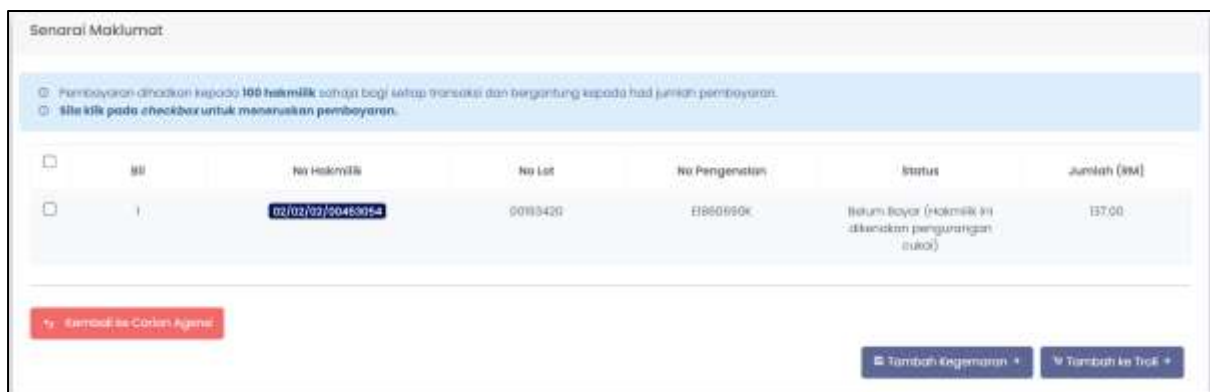 Senarai Maklumat
Pembayaran dihadkan kepada 100 hakmilik sahaja bagi setiap transaksi dan bergantung kepada had jumlah pembayaran.
Sila klik pada checkbox untuk meneruskan pembayaran.
Bil No Hakmilik No Lot No Pengenalan Status Jumlah (RM)
1 02/02/02/00453054 00193420 Belum Bayar (Hakmilik ini 137.00
dikenakan pengurangan
cukai)
Kembali ke Carian Agensi
Tambah Kegemaran + Tambah ke Troli +